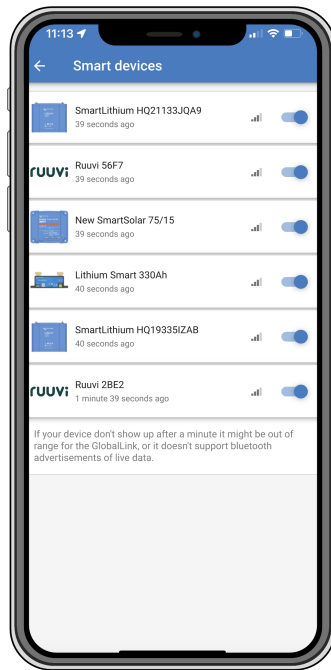 11:13
Smart devices
SmartLithium HQ21133JQA9
39 seconds ago
ruuvi
Ruuvi 56F7
39 seconds ago
New SmartSolar 75/15
39 seconds ago
Lithium Smart 330Ah
40 seconds ago
SmartLithium HQ19335IZAB
40 seconds ago
ruuvi
Ruuvi 2BE2
1 minute 39 seconds ago
If your device don't show up after a minute it might be out of
range for the GlobalLink, or it doesn't support bluetooth
advertisements of live data.